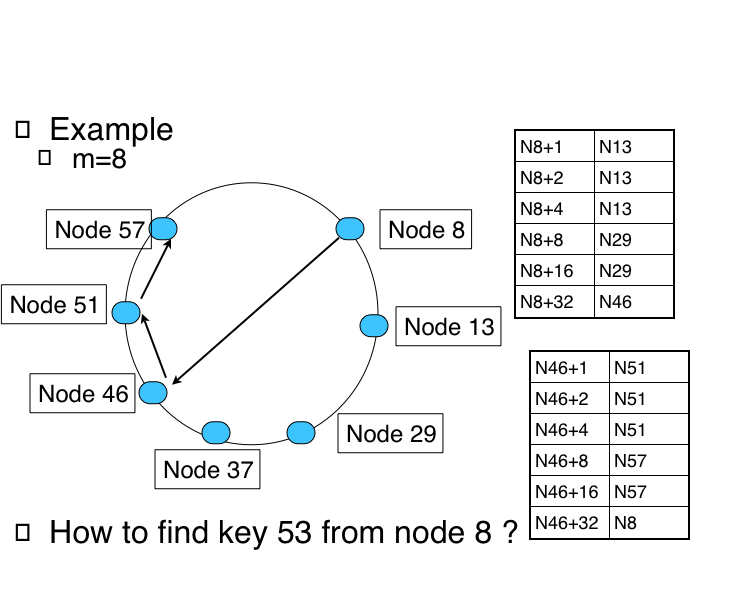 Example
m=8
Node 57
Node 8
Node 51
Node 13
Node 46
Node 29
Node 37
N8+1 N13
N8+2 N13
N8+4 N13
N8+8 N29
N8+16 N29
N8+32 N46
N46+1 N51
N46+2 N51
N46+4 N51
N46+8 N57
N46+16 N57
N46+32 N8
How to find key 53 from node 8 ?